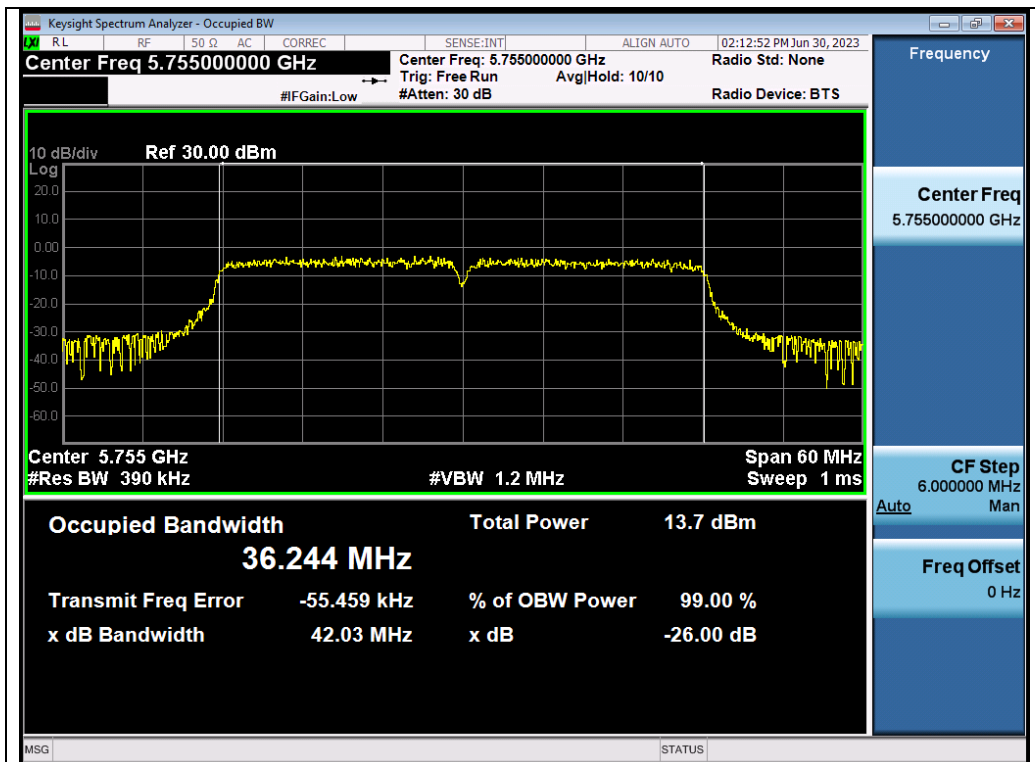 Keysight Spectrum Analyzer - Occupied BW
LXI RL RF 50 Ω AC CORREC SENSE:INT ALIGN AUTO 02:12:52 PM Jun 30, 2023
Center Freq 5.755000000 GHz
Center Freq: 5.755000000 GHz
Radio Std: None
Trig: Free Run Avg|Hold: 10/10
#IFGain:Low
#Atten: 30 dB
Radio Device: BTS
10 dB/div Ref 30.00 dBm
Log
20.0
10.0
0.00
-10.0
-20.0
-30.0
-40.0
-50.0
-60.0
Center 5.755 GHz Span 60 MHz
#Res BW 390 kHz #VBW 1.2 MHz Sweep 1 ms
Occupied Bandwidth Total Power 13.7 dBm
36.244 MHz
Transmit Freq Error -55.459 kHz % of OBW Power 99.00 %
x dB Bandwidth 42.03 MHz x dB -26.00 dB
MSG STATUS
Frequency
Center Freq
5.755000000 GHz
CF Step
6.000000 MHz
Auto Man
Freq Offset
0 Hz